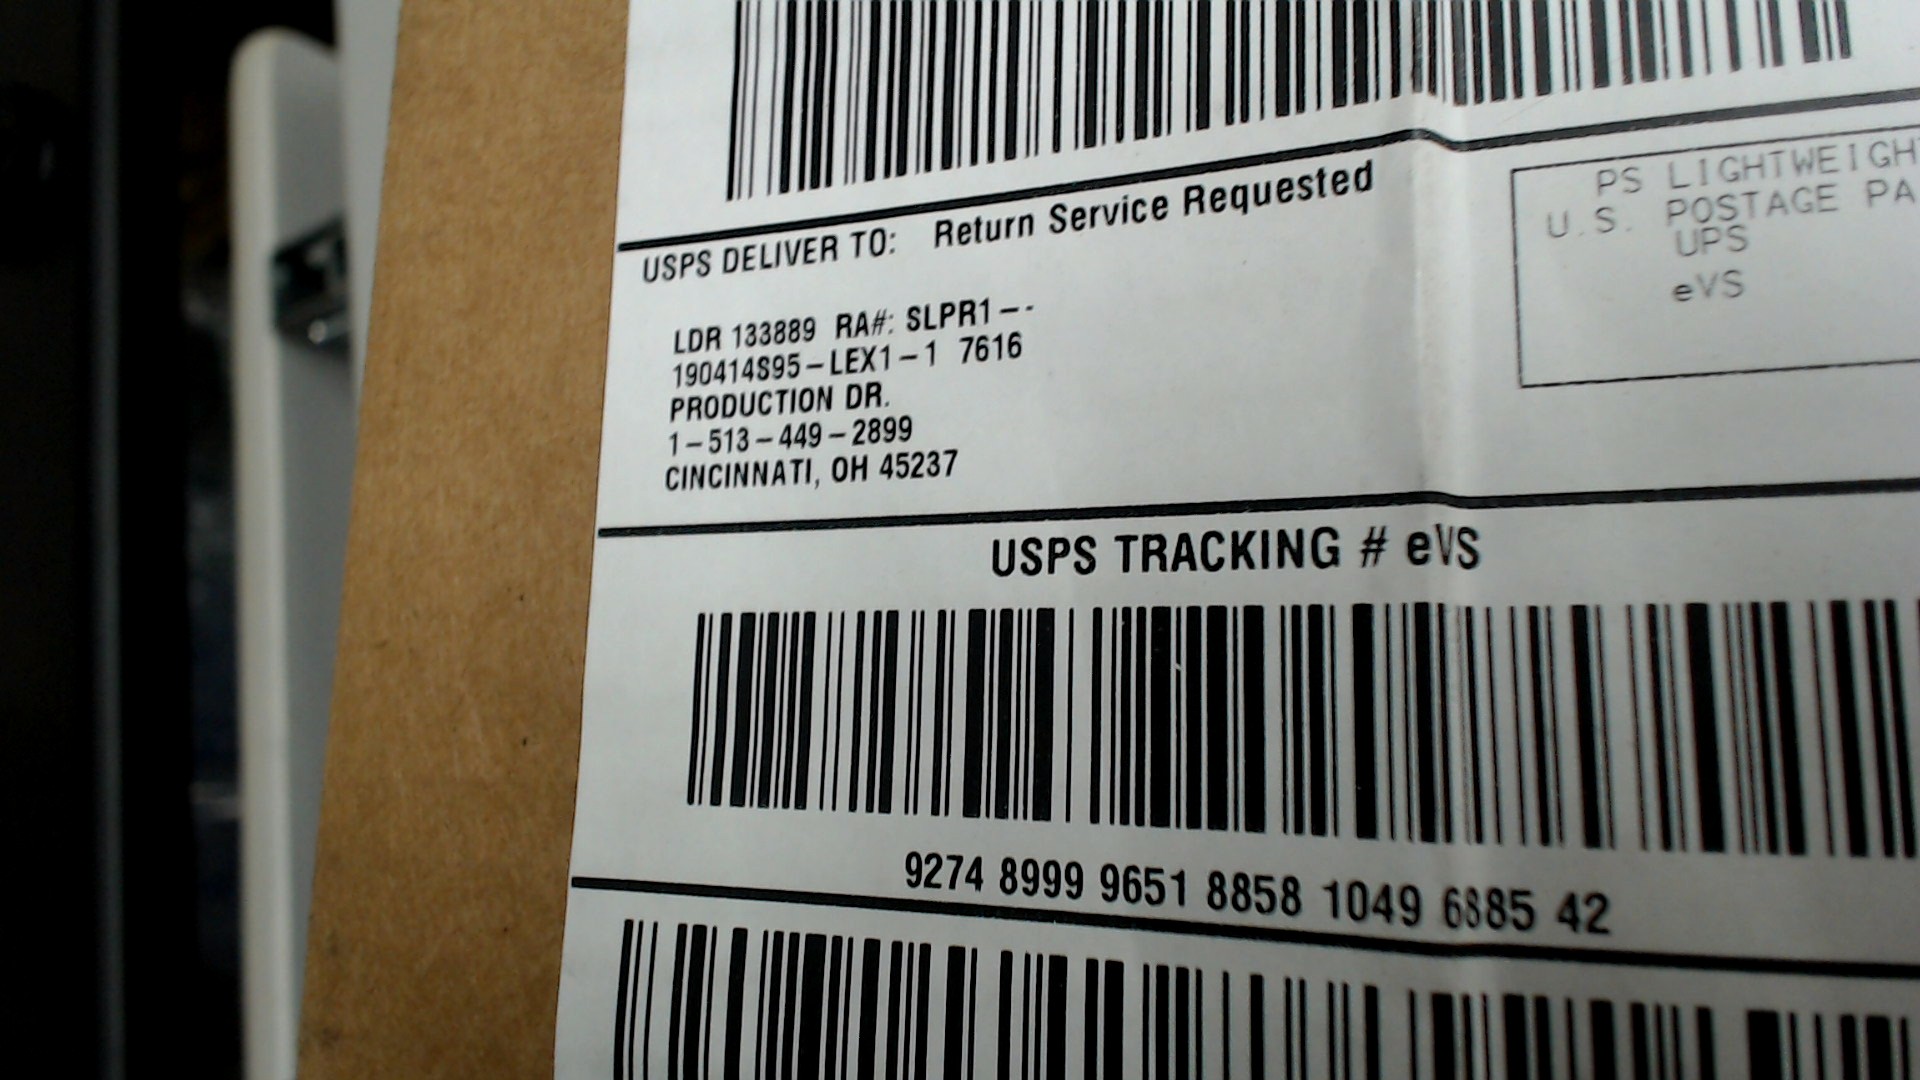 USPS DELIVER TO: Return Service Requested
PS LIGHTWEIGHT
U.S. POSTAGE PA
UPS
eVS
LDR 133889 RA#: SLPR1--
190414S95-LEX1-1 7616
PRODUCTION DR.
1-513-449-2899
CINCINNATI, OH 45237
USPS TRACKING # eVS
9274 8999 9651 8858 1049 6885 42